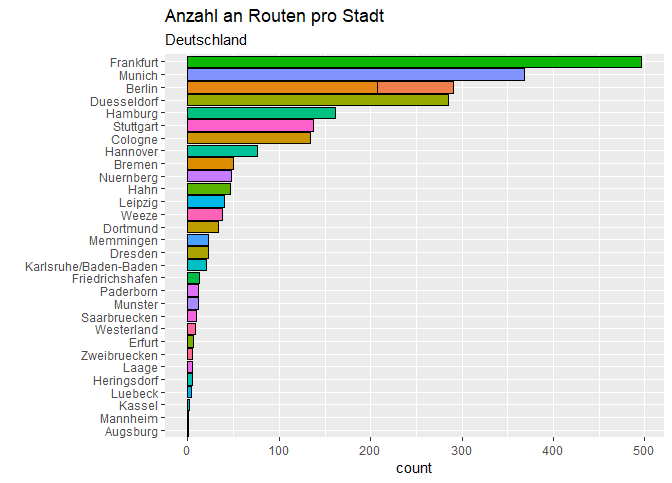 Anzahl an Routen pro Stadt
Deutschland
Frankfurt
Munich
Berlin
Duesseldorf
Hamburg
Stuttgart
Cologne
Hannover
Bremen
Nuernberg
Hahn
Leipzig
Weeze
Dortmund
Memmingen
Dresden
Karlsruhe/Baden-Baden
Friedrichshafen
Paderborn
Munster
Saarbruecken
Westerland
Erfurt
Zweibruecken
Laage
Heringsdorf
Luebeck
Kassel
Mannheim
Augsburg
0 100 200 300 400 500
count